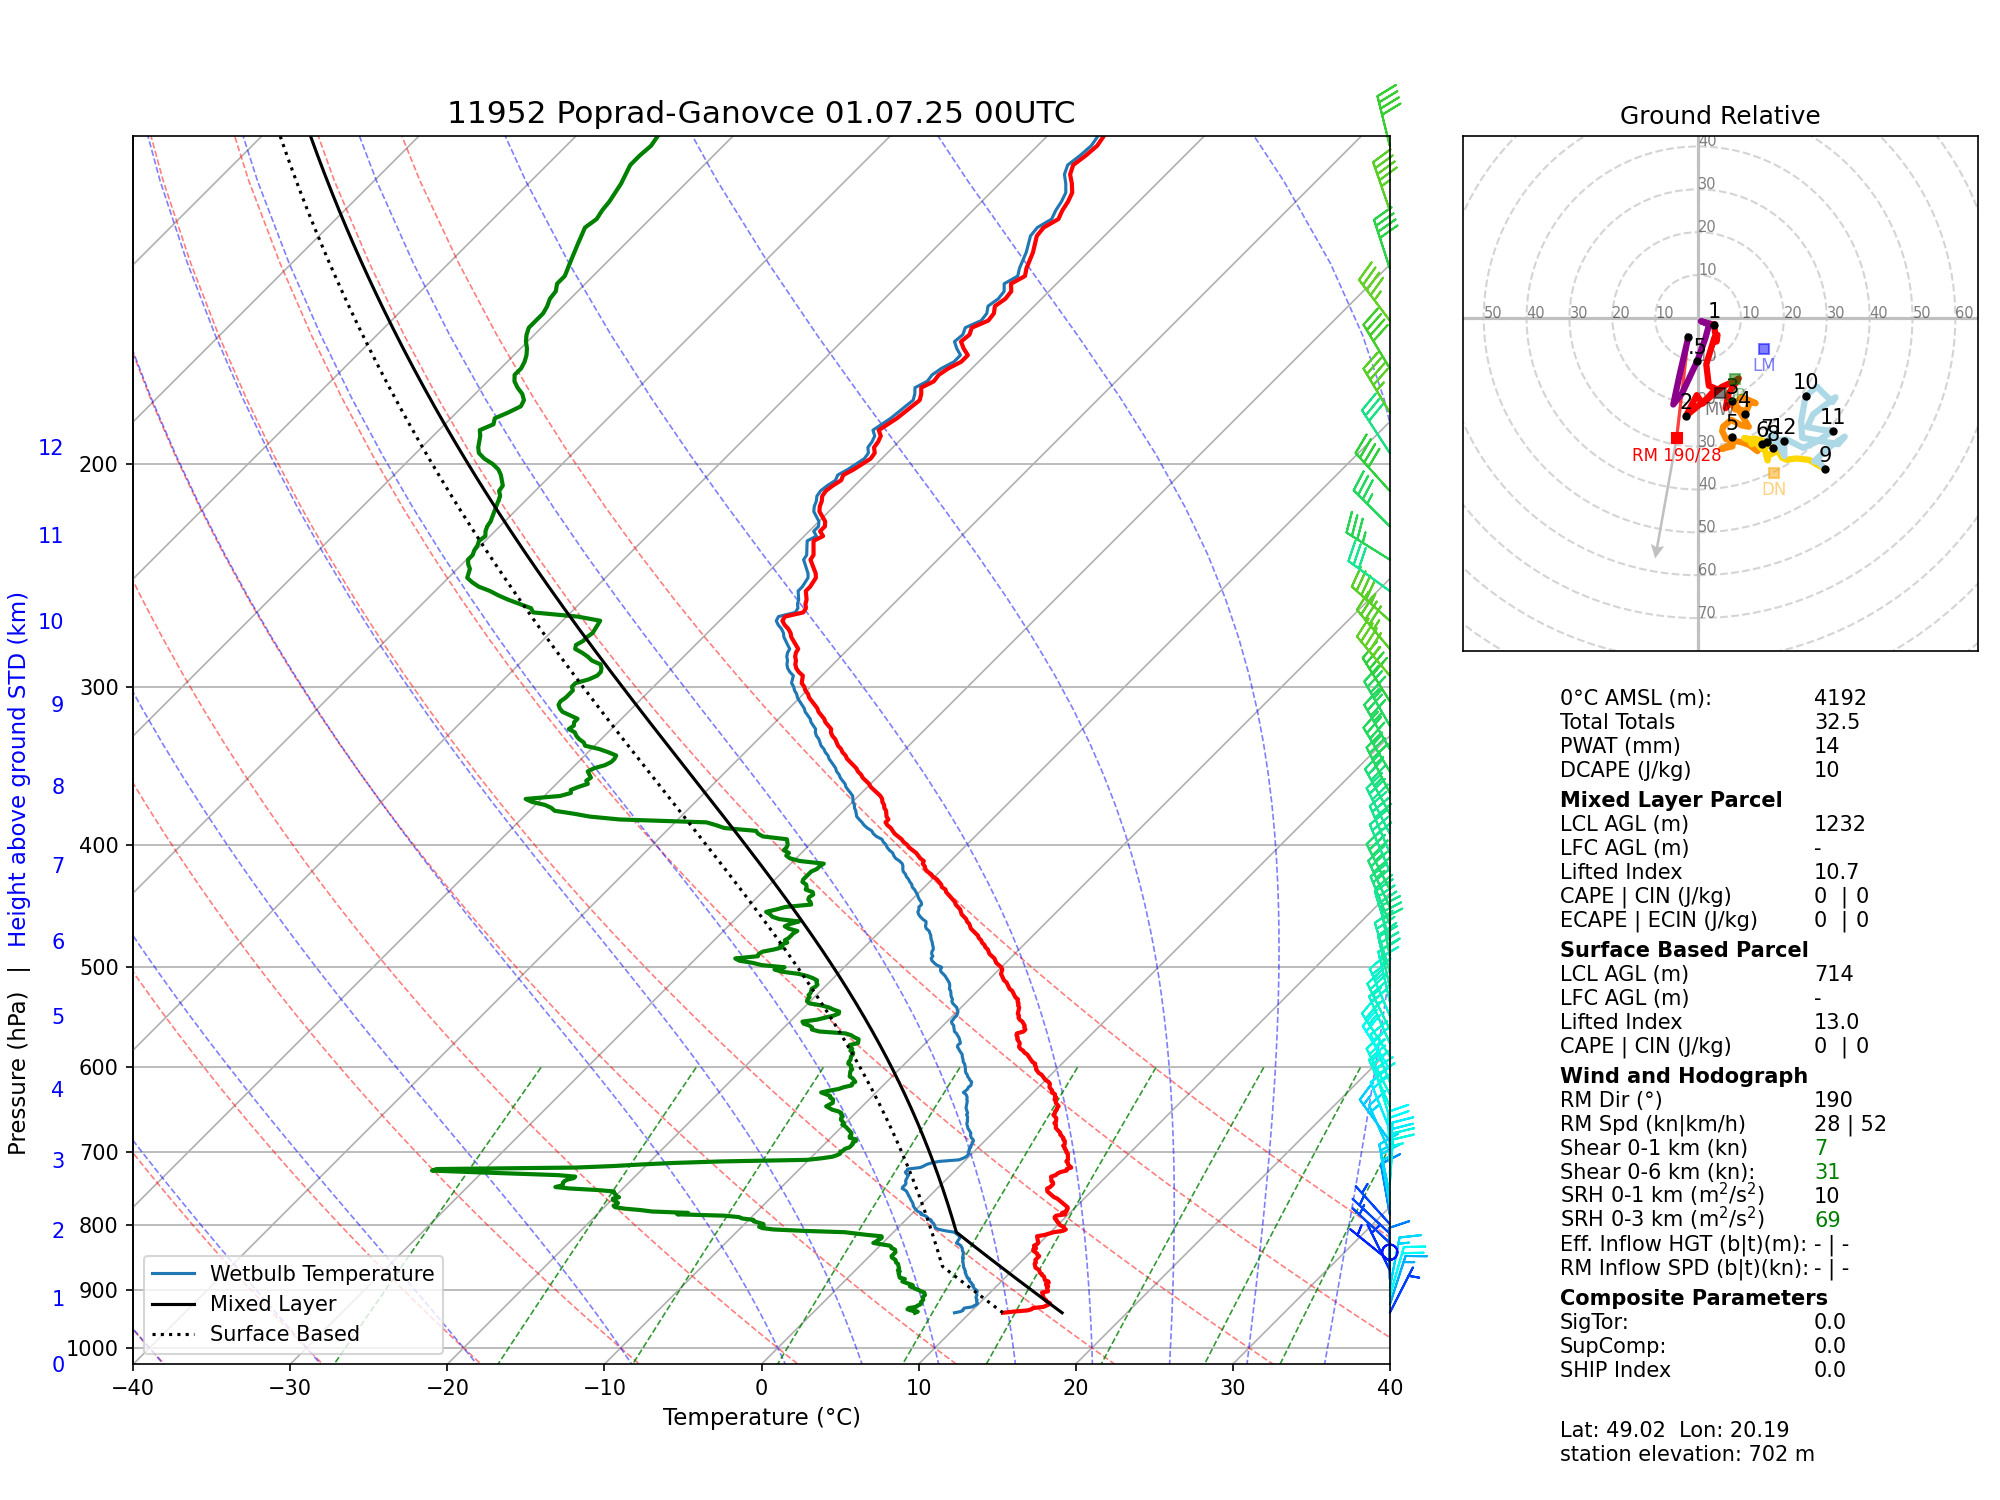 11952 Poprad-Ganovce 01.07.25 00UTC
Pressure (hPa) | Height above ground STD (km)
12
11
10
9
8
7
6
5
4
3
2
1
0
200
300
400
500
600
700
800
900
1000
Wetbulb Temperature
Mixed Layer
Surface Based
−40 −30 −20 −10 0 10 20 30 40
Temperature (°C)
Ground Relative
40
30
20
10
50 40 30 20 10 10 20 30 40 50 60
30
40
50
60
70
1
.5
2
3
4
5
6
8
12
10
11
9
LM
RM 190/28
DN
0°C AMSL (m): 4192
Total Totals 32.5
PWAT (mm) 14
DCAPE (J/kg) 10
Mixed Layer Parcel
LCL AGL (m) 1232
LFC AGL (m) -
Lifted Index 10.7
CAPE | CIN (J/kg) 0 | 0
ECAPE | ECIN (J/kg) 0 | 0
Surface Based Parcel
LCL AGL (m) 714
LFC AGL (m) -
Lifted Index 13.0
CAPE | CIN (J/kg) 0 | 0
Wind and Hodograph
RM Dir (°) 190
RM Spd (kn|km/h) 28 | 52
Shear 0-1 km (kn) 7
Shear 0-6 km (kn): 31
SRH 0-1 km (m²/s²) 10
SRH 0-3 km (m²/s²) 69
Eff. Inflow HGT (b|t)(m): - | -
RM Inflow SPD (b|t)(kn): - | -
Composite Parameters
SigTor: 0.0
SupComp: 0.0
SHIP Index 0.0
Lat: 49.02 Lon: 20.19
station elevation: 702 m